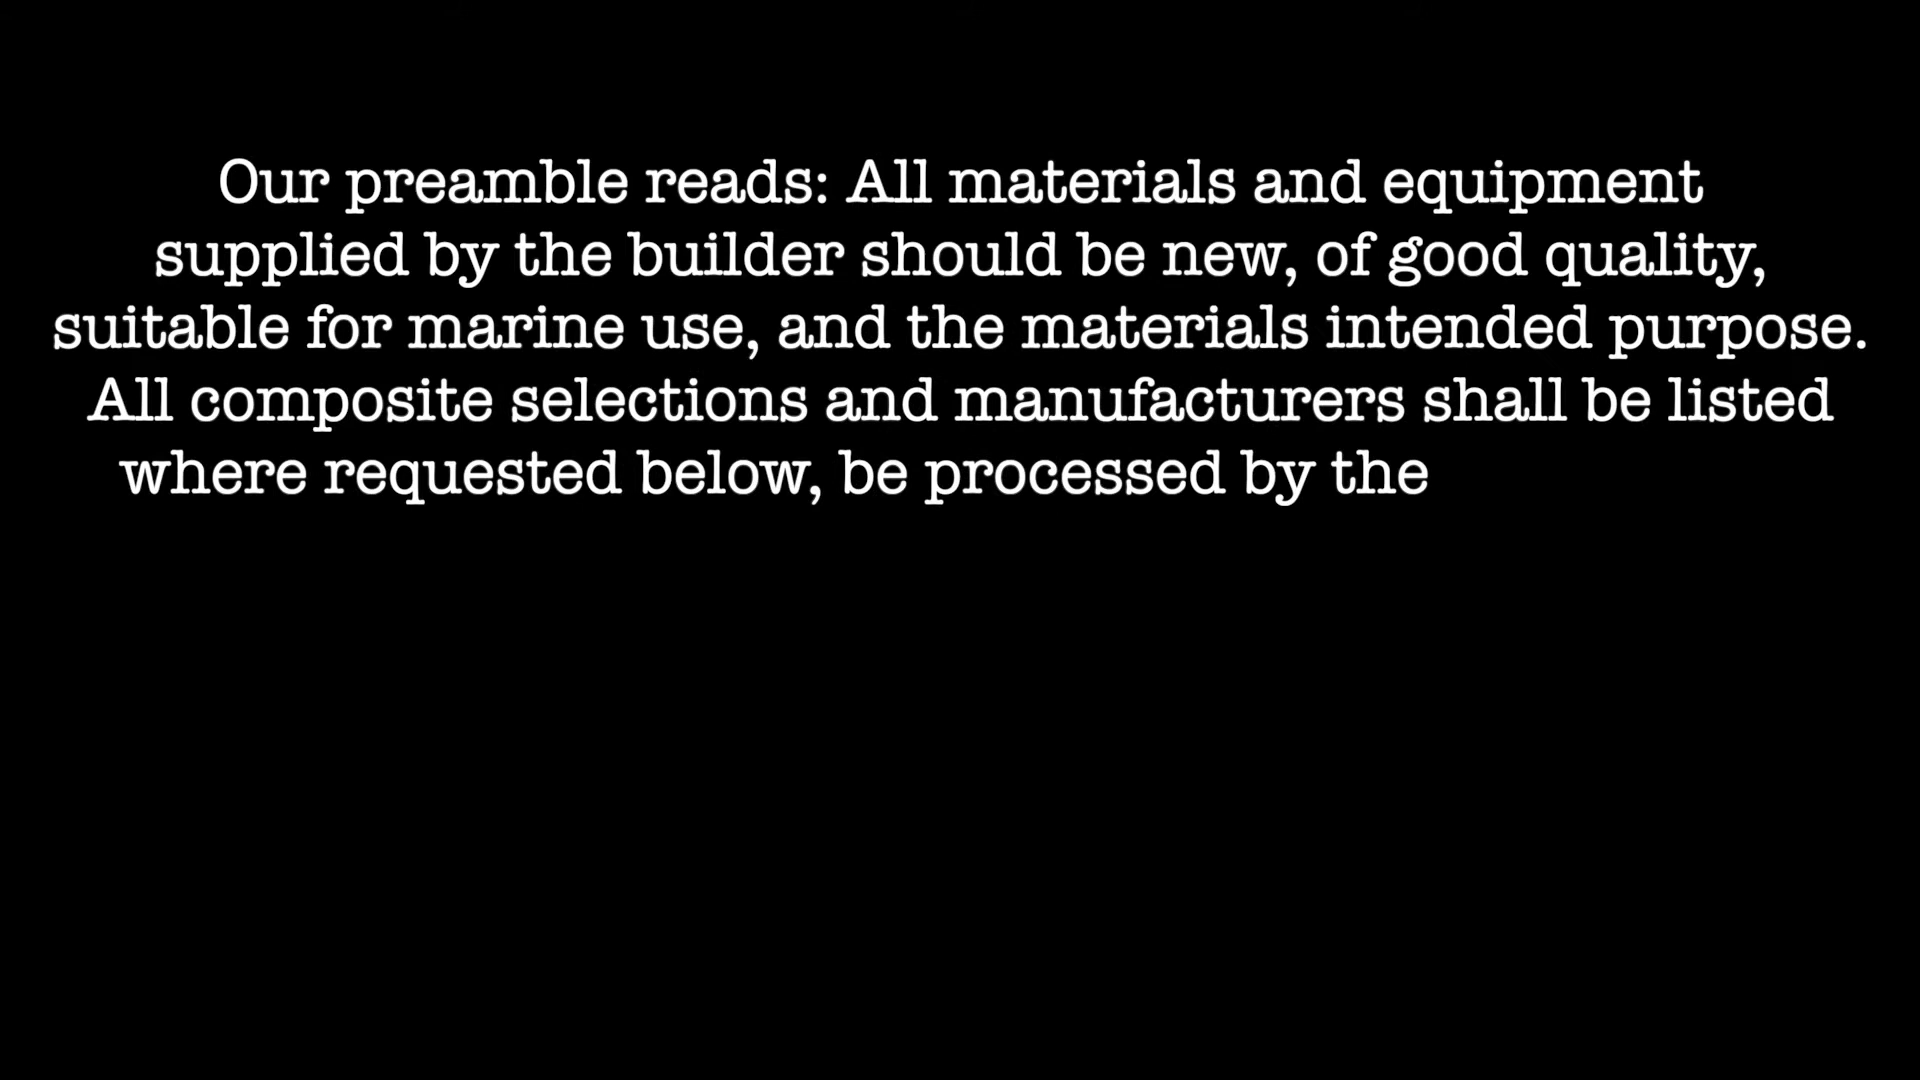 Our preamble reads: All materials and equipment
supplied by the builder should be new, of good quality,
suitable for marine use, and the materials intended purpose.
All composite selections and manufacturers shall be listed
where requested below, be processed by the